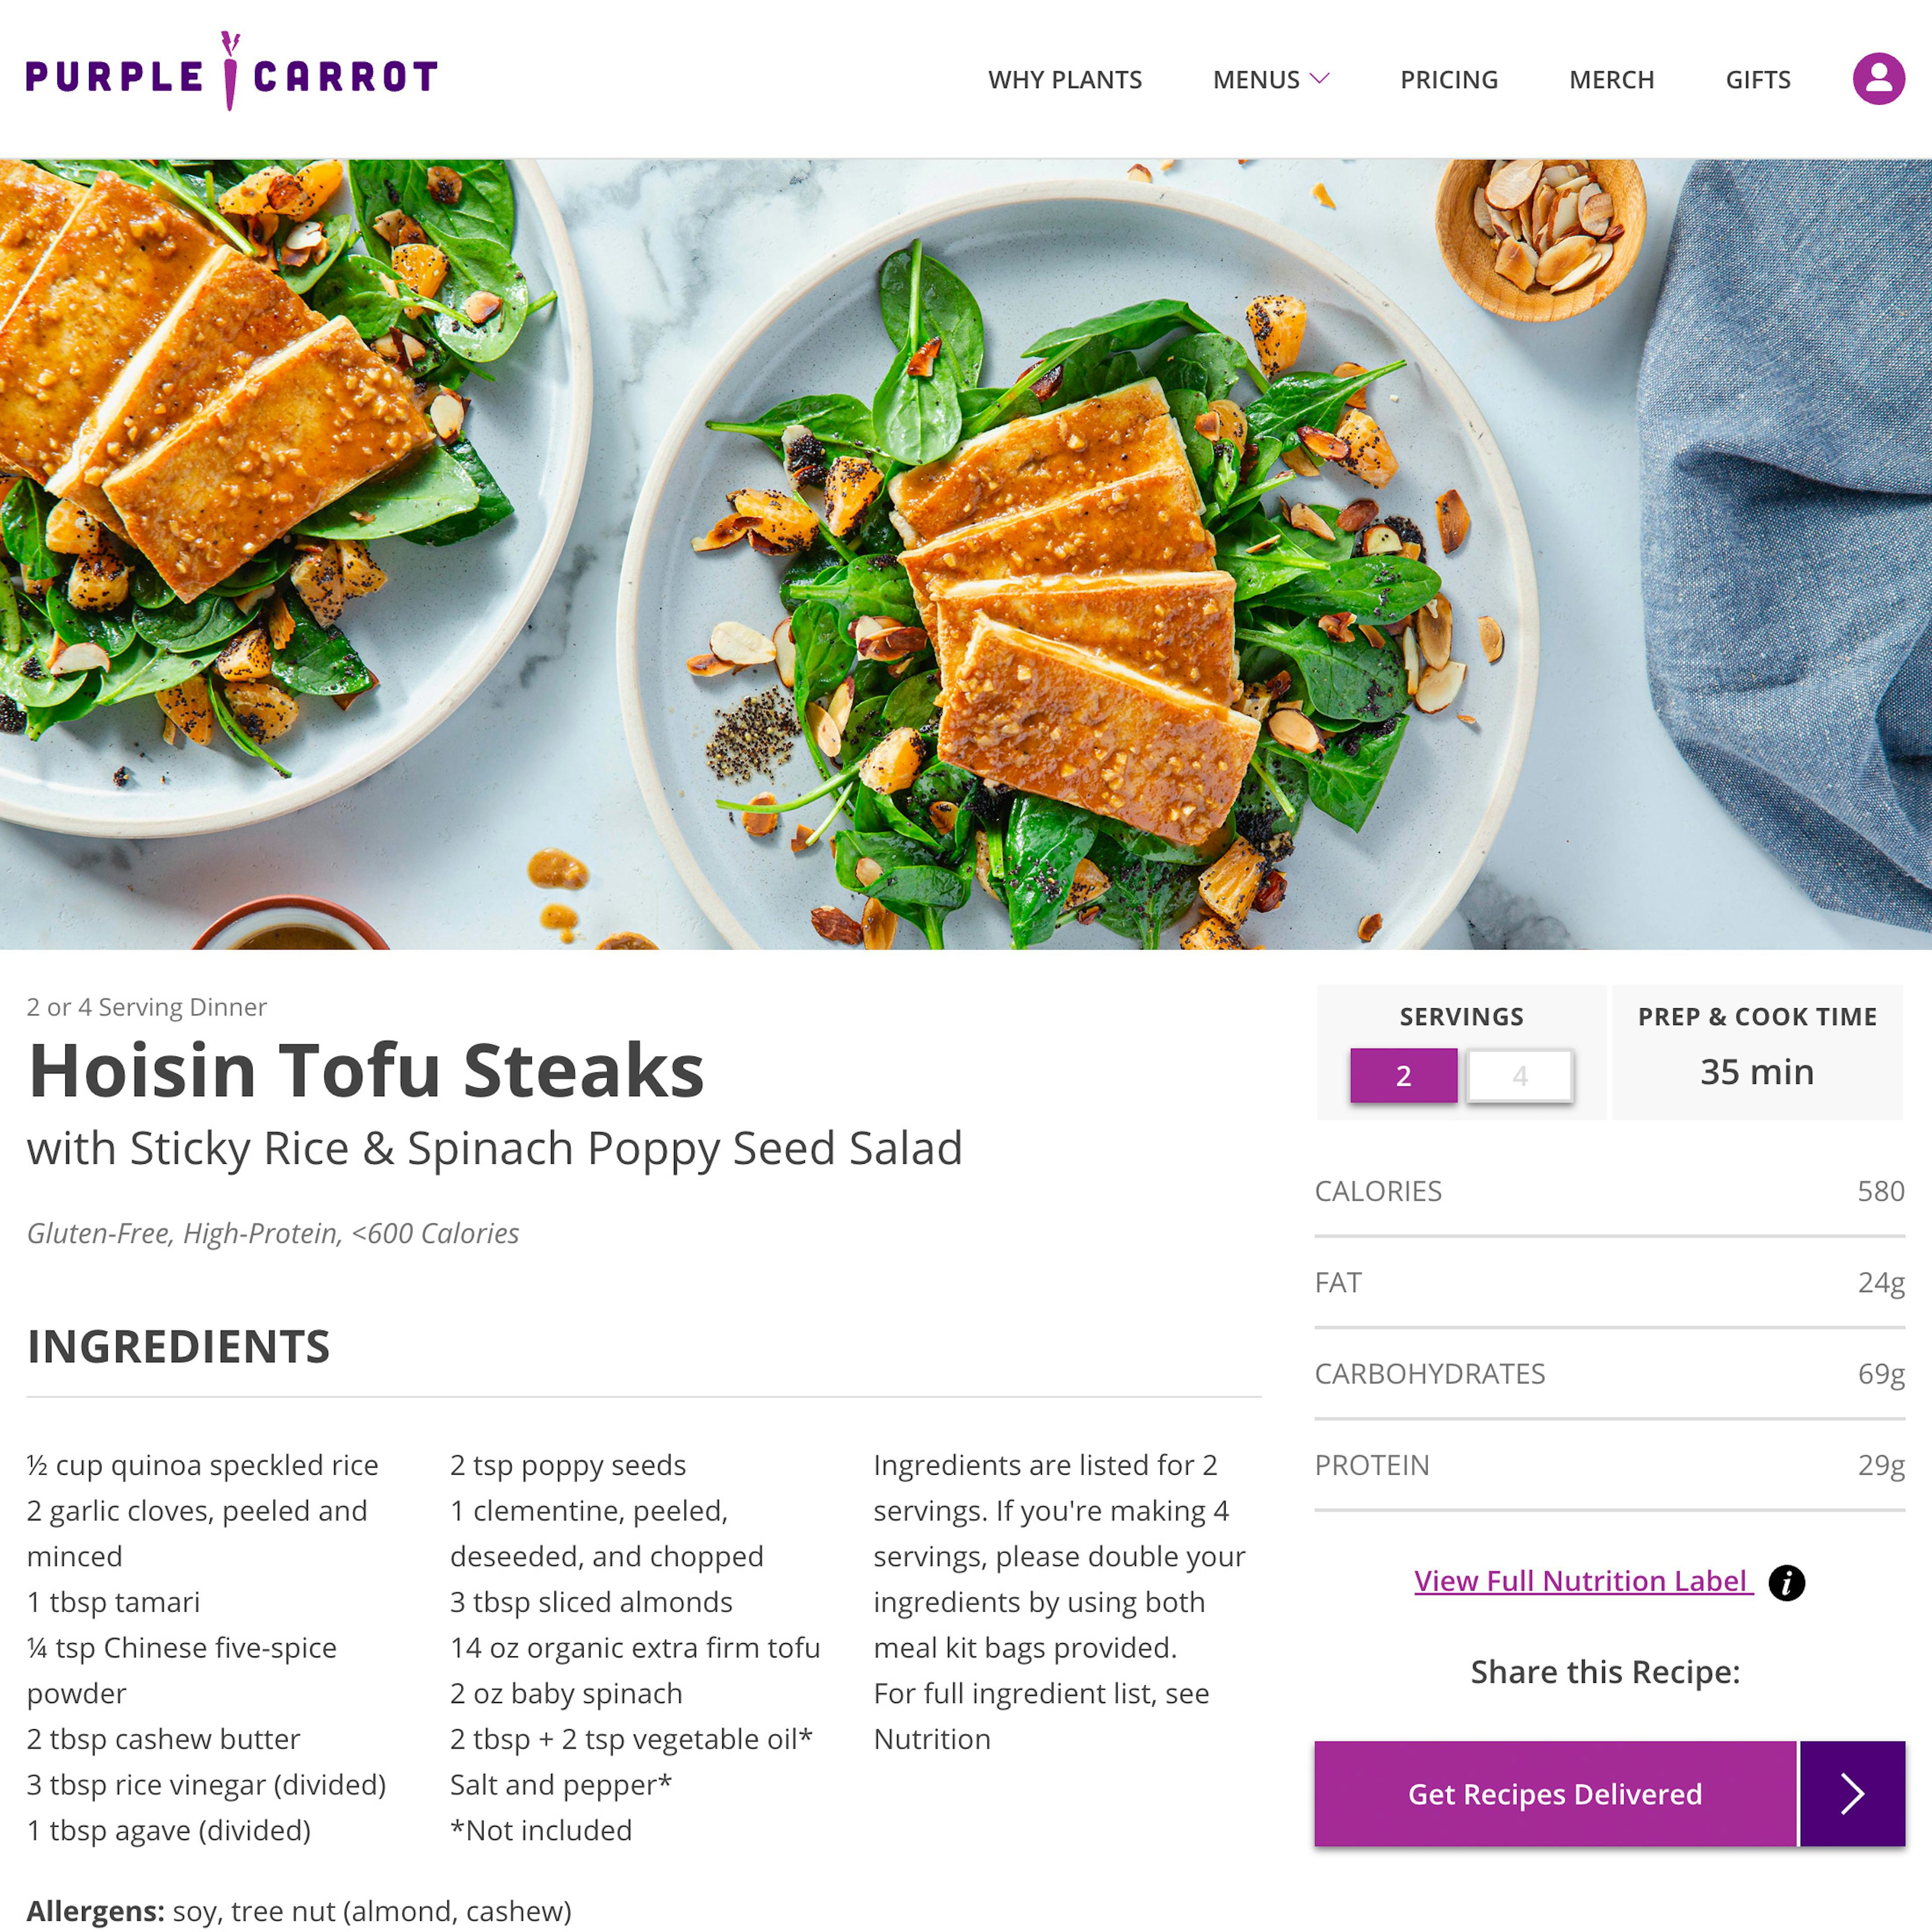 PURPLE CARROT
WHY PLANTS
MENUS
PRICING
MERCH
GIFTS
2 or 4 Serving Dinner
Hoisin Tofu Steaks
with Sticky Rice & Spinach Poppy Seed Salad
Gluten-Free, High-Protein, <600 Calories
INGREDIENTS
½ cup quinoa speckled rice
2 garlic cloves, peeled and
minced
1 tbsp tamari
¼ tsp Chinese five-spice
powder
2 tbsp cashew butter
3 tbsp rice vinegar (divided)
1 tbsp agave (divided)
2 tsp poppy seeds
1 clementine, peeled,
deseeded, and chopped
3 tbsp sliced almonds
14 oz organic extra firm tofu
2 oz baby spinach
2 tbsp + 2 tsp vegetable oil*
Salt and pepper*
*Not included
Ingredients are listed for 2
servings. If you're making 4
servings, please double your
ingredients by using both
meal kit bags provided.
For full ingredient list, see
Nutrition
Allergens: soy, tree nut (almond, cashew)
SERVINGS
2
4
PREP & COOK TIME
35 min
CALORIES 580
FAT 24g
CARBOHYDRATES 69g
PROTEIN 29g
View Full Nutrition Label i
Share this Recipe:
Get Recipes Delivered